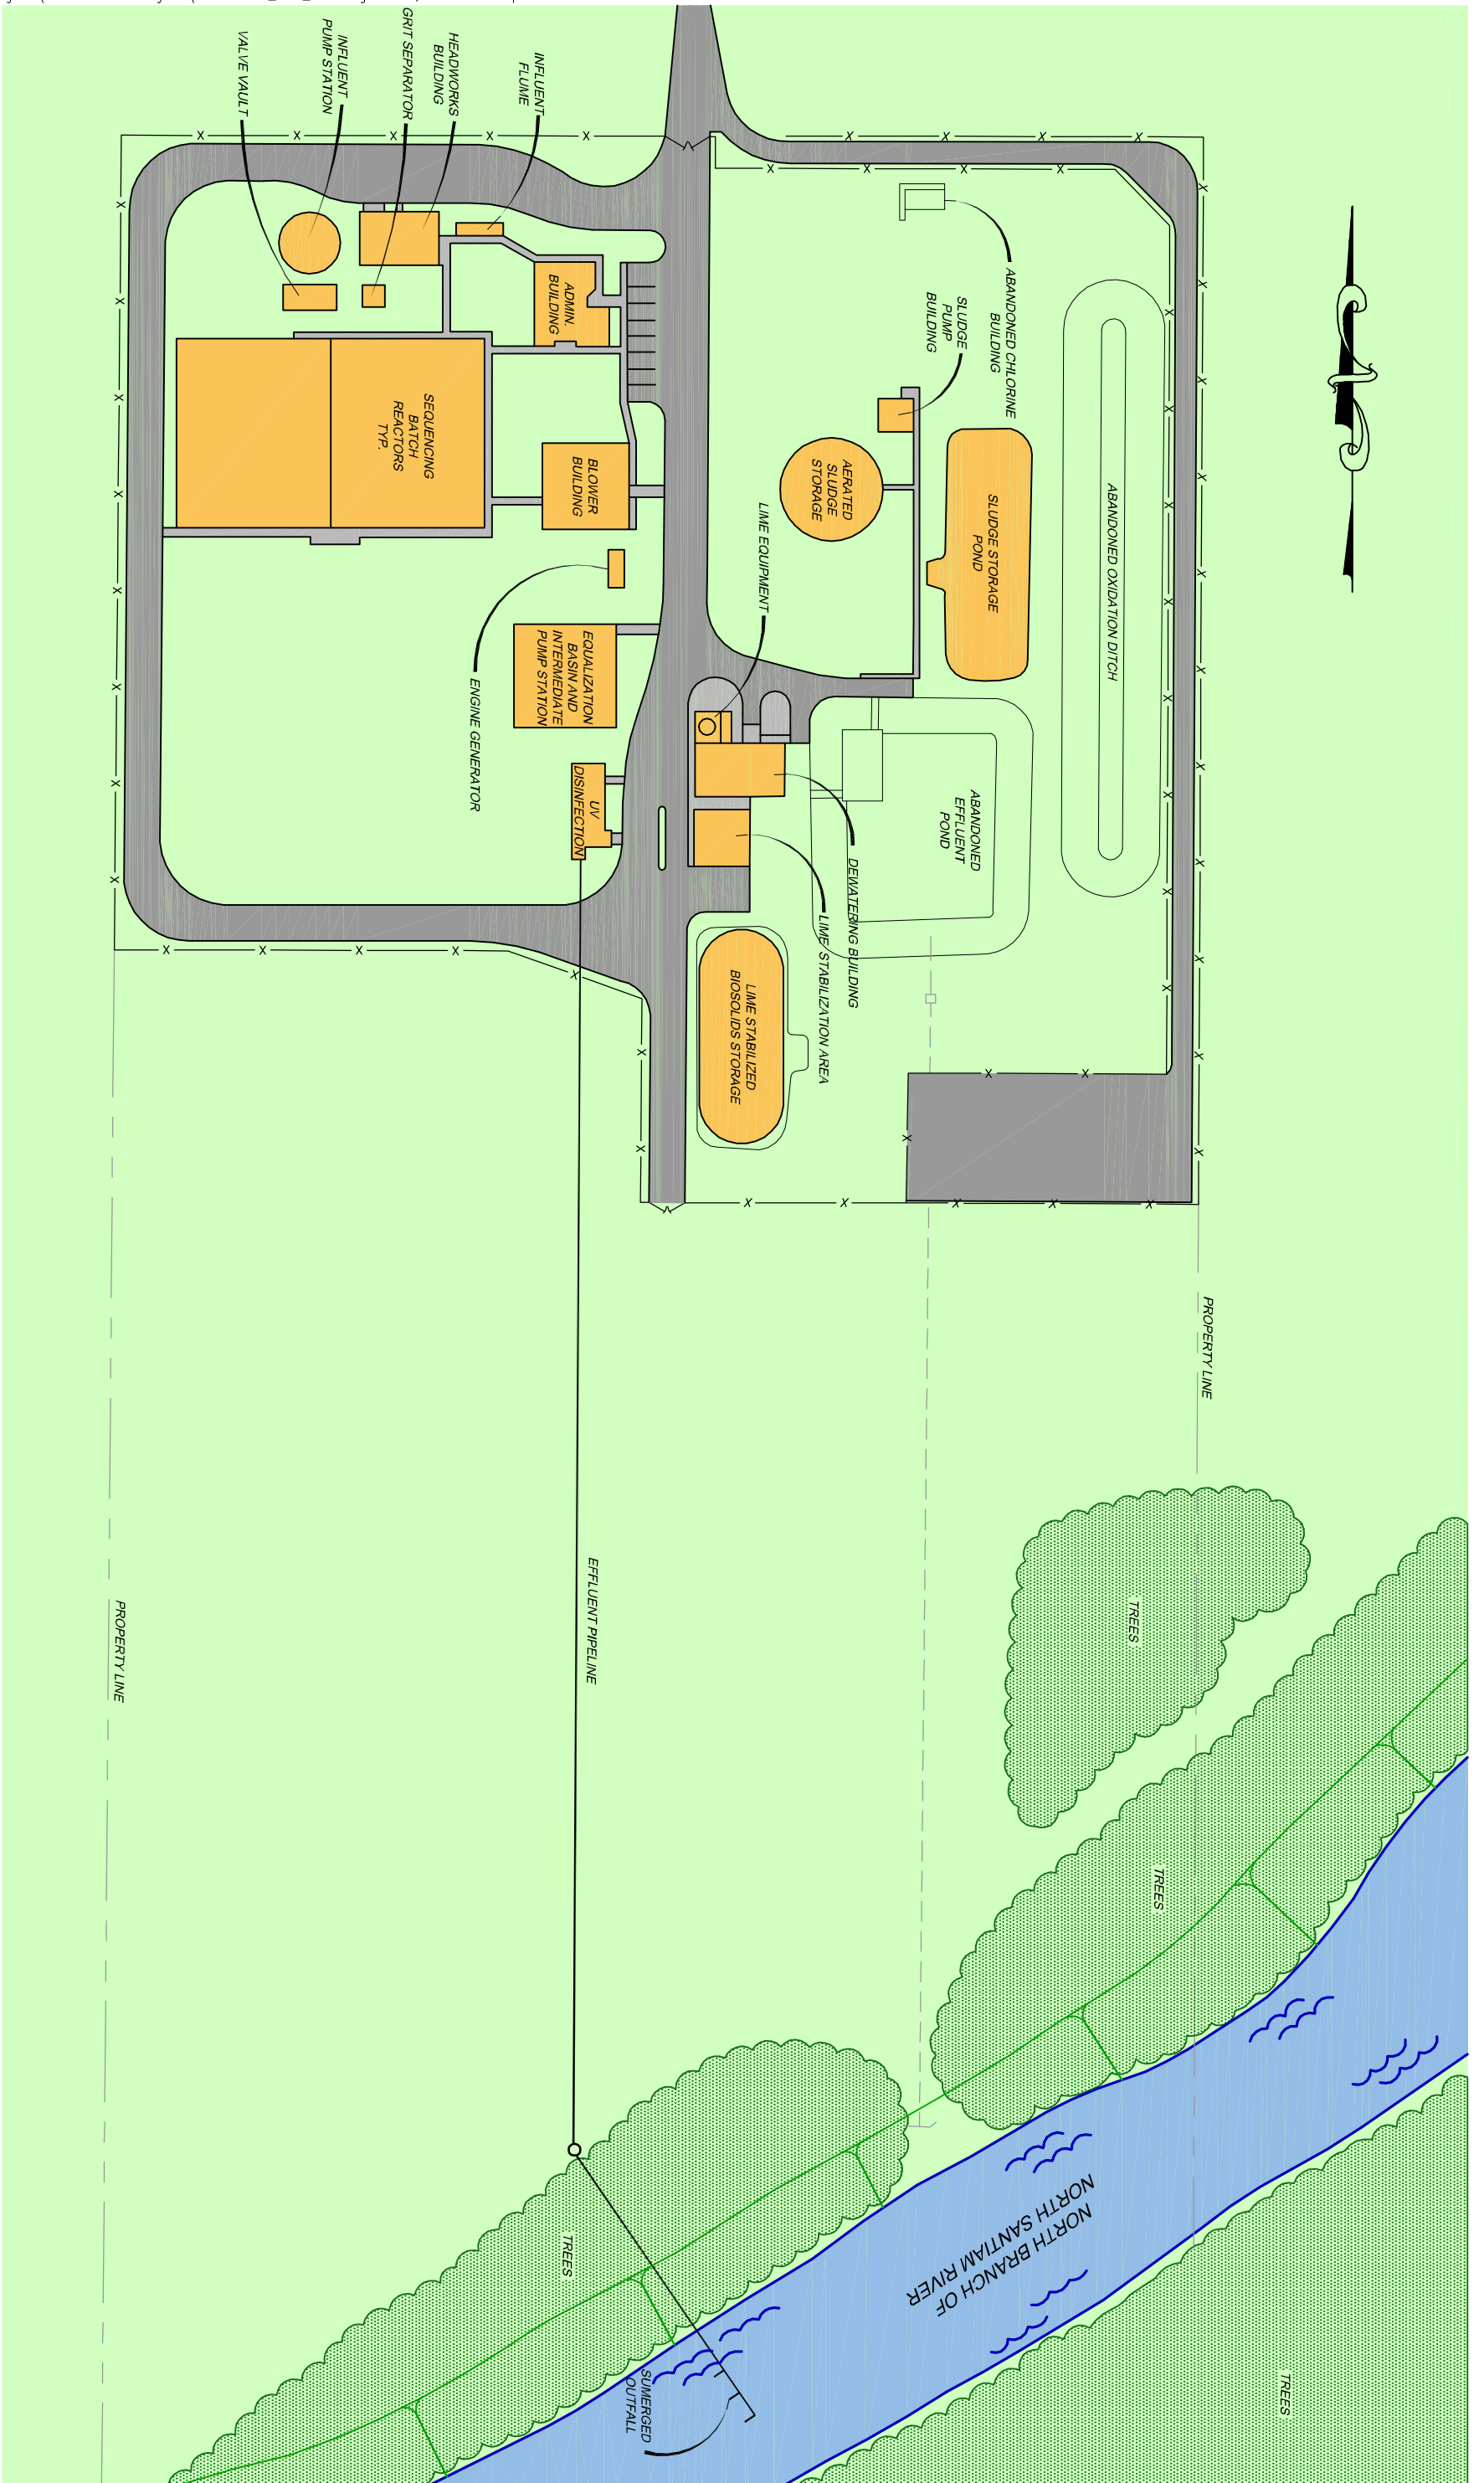 VALVE VAULT
INFLUENT
PUMP STATION
GRIT SEPARATOR
HEADWORKS
BUILDING
INFLUENT
FLUME
ADMIN.
BUILDING
SEQUENCING
BATCH
REACTORS
TYP.
BLOWER
BUILDING
ENGINE GENERATOR
EQUALIZATION
BASIN AND
INTERMEDIATE
PUMP STATION
UV
DISINFECTION
ABANDONED CHLORINE
BUILDING
SLUDGE
PUMP
BUILDING
AERATED
SLUDGE
STORAGE
SLUDGE STORAGE
POND
ABANDONED OXIDATION DITCH
LIME EQUIPMENT
ABANDONED
EFFLUENT
POND
DEWATERING BUILDING
LIME STABILIZATION AREA
LIME STABILIZED
BIOSOLIDS STORAGE
PROPERTY LINE
PROPERTY LINE
EFFLUENT PIPELINE
TREES
TREES
TREES
TREES
NORTH BRANCH OF
NORTH SANTIAM RIVER
SUMERGED
OUTFALL